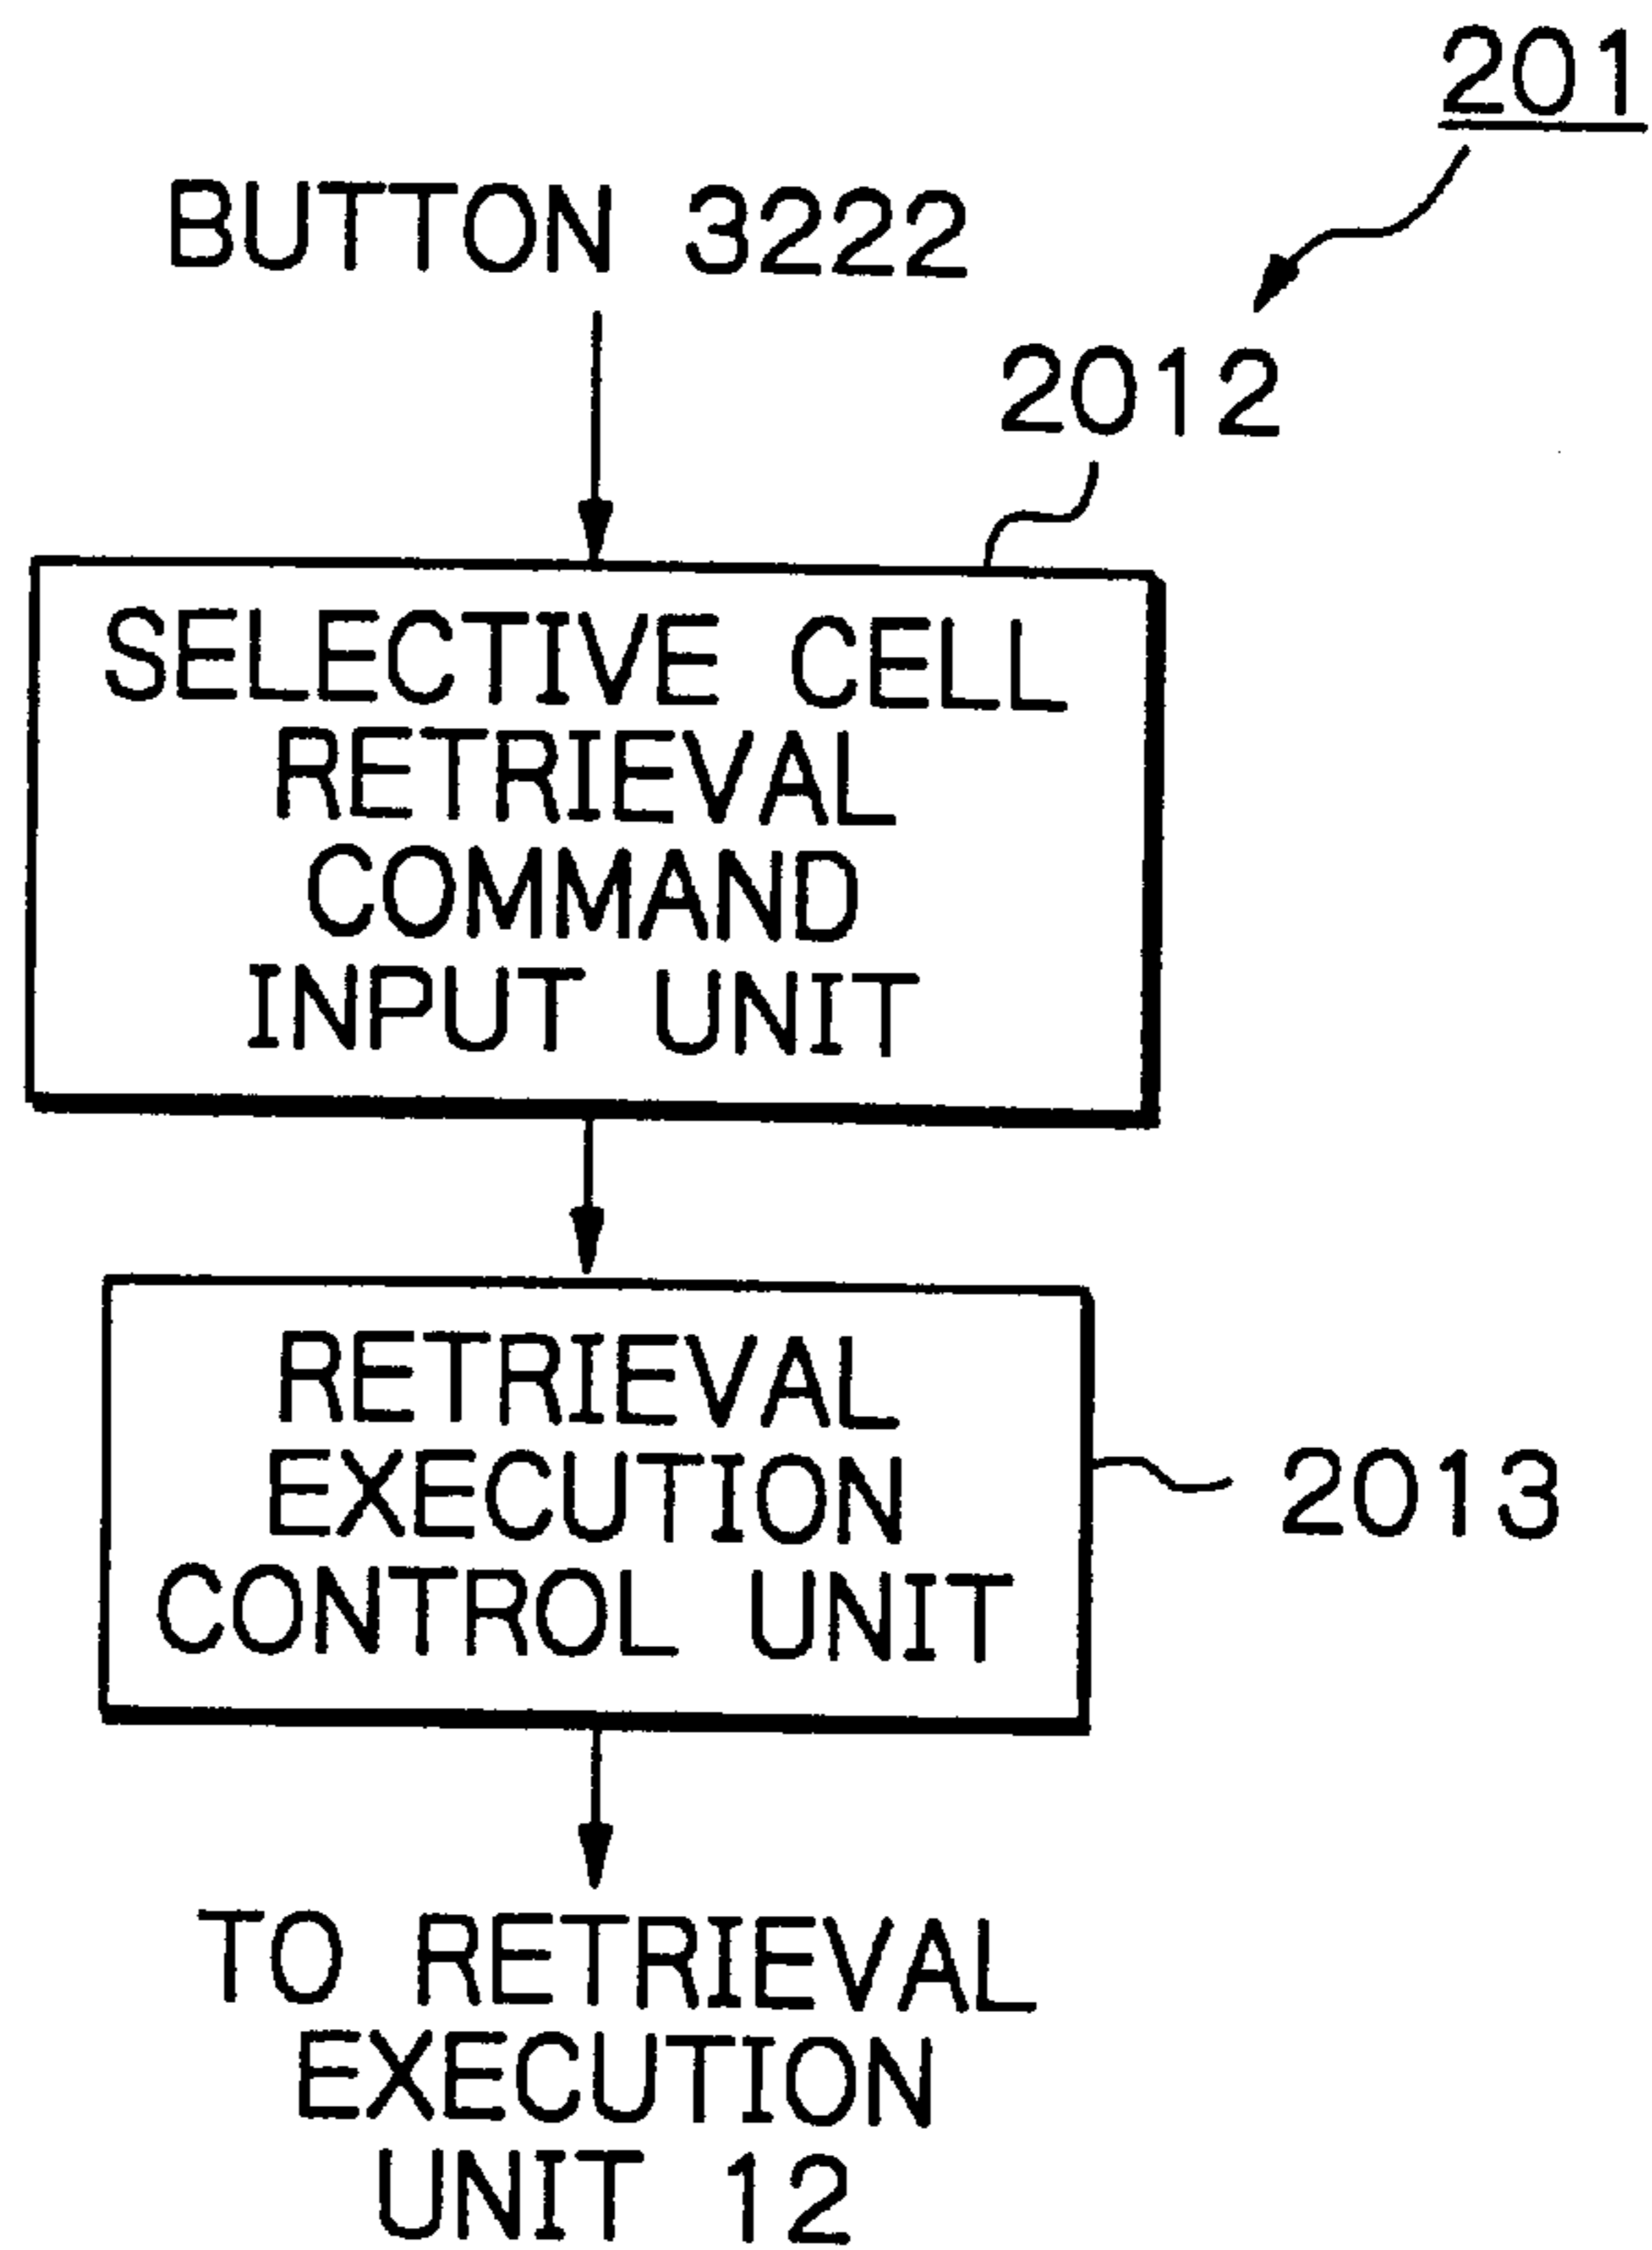 201
BUTTON 3222
2012
SELECTIVE CELL
RETRIEVAL
COMMAND
INPUT UNIT
RETRIEVAL
EXECUTION
CONTROL UNIT
2013
TO RETRIEVAL
EXECUTION
UNIT 12